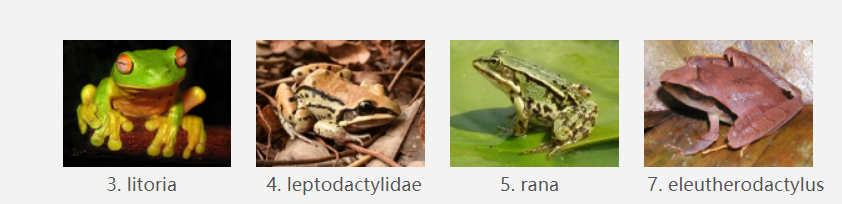 3. litoria
4. leptodactylidae
5. rana
7. eleutherodactylus